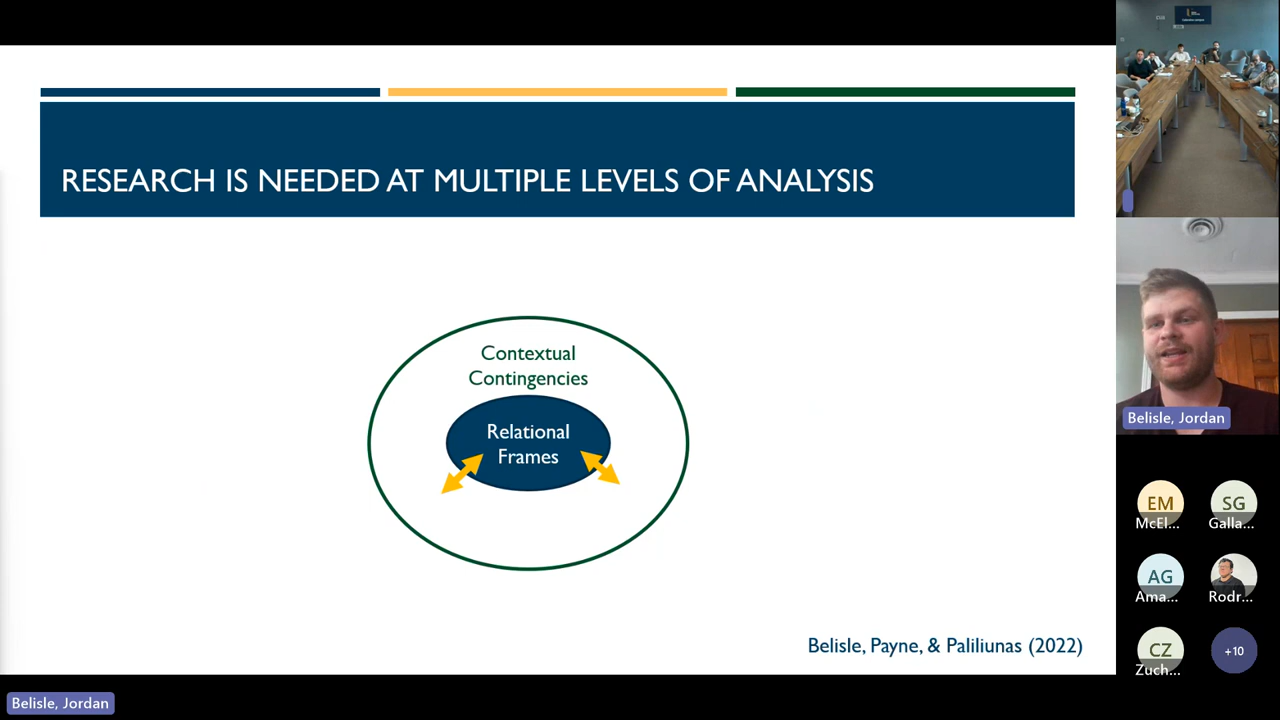 RESEARCH IS NEEDED AT MULTIPLE LEVELS OF ANALYSIS
Contextual
Contingencies
Relational
Frames
Belisle, Payne, & Paliliunas (2022)
Belisle, Jordan
Belisle, Jordan
EM
McEl...
SG
Galla...
AG
Ama...
Rodr...
CZ
Zuch...
+10